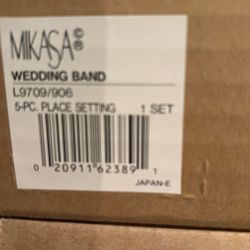 MIKASA©®
WEDDING BAND
L9709/906
5-PC. PLACE SETTING 1 SET
0 20911 62389 1
JAPAN-E